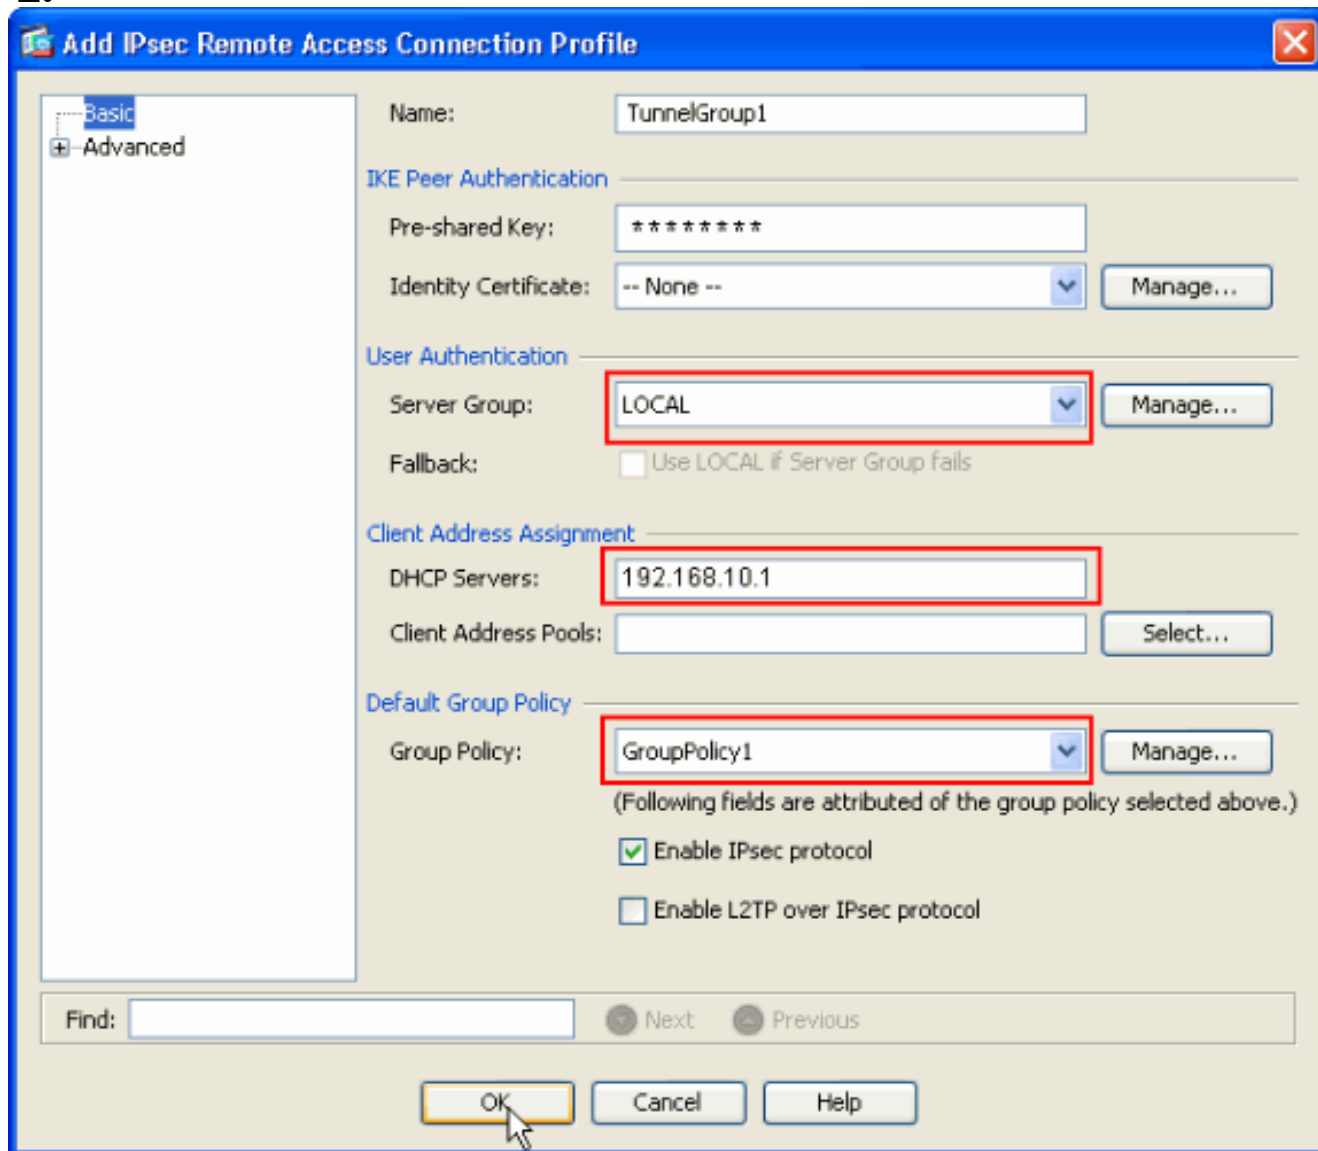 Add IPsec Remote Access Connection Profile
Basic
Advanced
Name: TunnelGroup1
IKE Peer Authentication
Pre-shared Key: ********
Identity Certificate: -- None -- Manage...
User Authentication
Server Group: LOCAL Manage...
Fallback: Use LOCAL if Server Group fails
Client Address Assignment
DHCP Servers: 192.168.10.1
Client Address Pools: Select...
Default Group Policy
Group Policy: GroupPolicy1 Manage...
(Following fields are attributed of the group policy selected above.)
Enable IPsec protocol
Enable L2TP over IPsec protocol
Find: Next Previous
OK Cancel Help